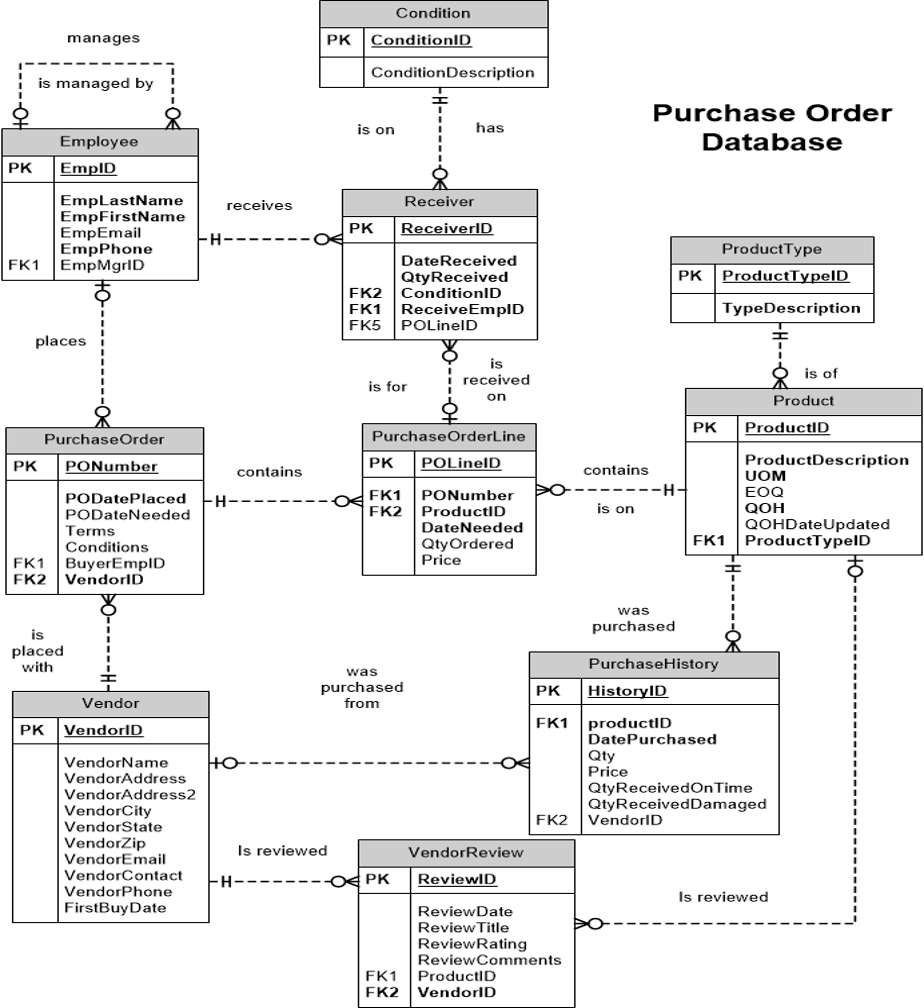 Purchase Order
Database
Condition
PK ConditionID
ConditionDescription
manages
is managed by
is on
has
Employee
PK EmpID
EmpLastName
EmpFirstName
EmpEmail
EmpPhone
FK1 EmpMgrID
receives
Receiver
PK ReceiverID
DateReceived
QtyReceived
FK2 ConditionID
FK1 ReceiveEmpID
FK5 POLineID
ProductType
PK ProductTypeID
TypeDescription
places
is for
is
received
on
is of
PurchaseOrder
PK PONumber
PODatePlaced
PODateNeeded
Terms
Conditions
FK1 BuyerEmpID
FK2 VendorID
contains
PurchaseOrderLine
PK POLineID
FK1 PONumber
FK2 ProductID
DateNeeded
QtyOrdered
Price
contains
is on
Product
PK ProductID
ProductDescription
UOM
EOQ
QOH
QOHDateUpdated
FK1 ProductTypeID
is
placed
with
was
purchased
was
purchased
from
Vendor
PK VendorID
VendorName
VendorAddress
VendorAddress2
VendorCity
VendorState
VendorZip
VendorEmail
VendorContact
VendorPhone
FirstBuyDate
PurchaseHistory
PK HistoryID
FK1 productID
DatePurchased
Qty
Price
QtyReceivedOnTime
QtyReceivedDamaged
FK2 VendorID
Is reviewed
VendorReview
PK ReviewID
ReviewDate
ReviewTitle
ReviewRating
ReviewComments
FK1 ProductID
FK2 VendorID
Is reviewed